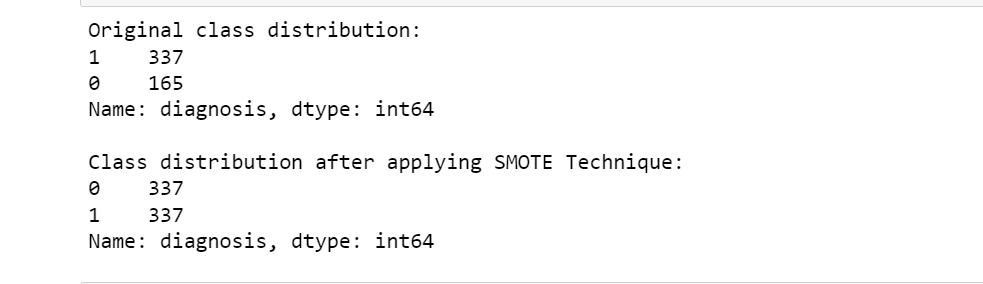 Original class distribution:
1    337
0    165
Name: diagnosis, dtype: int64
Class distribution after applying SMOTE Technique:
0    337
1    337
Name: diagnosis, dtype: int64